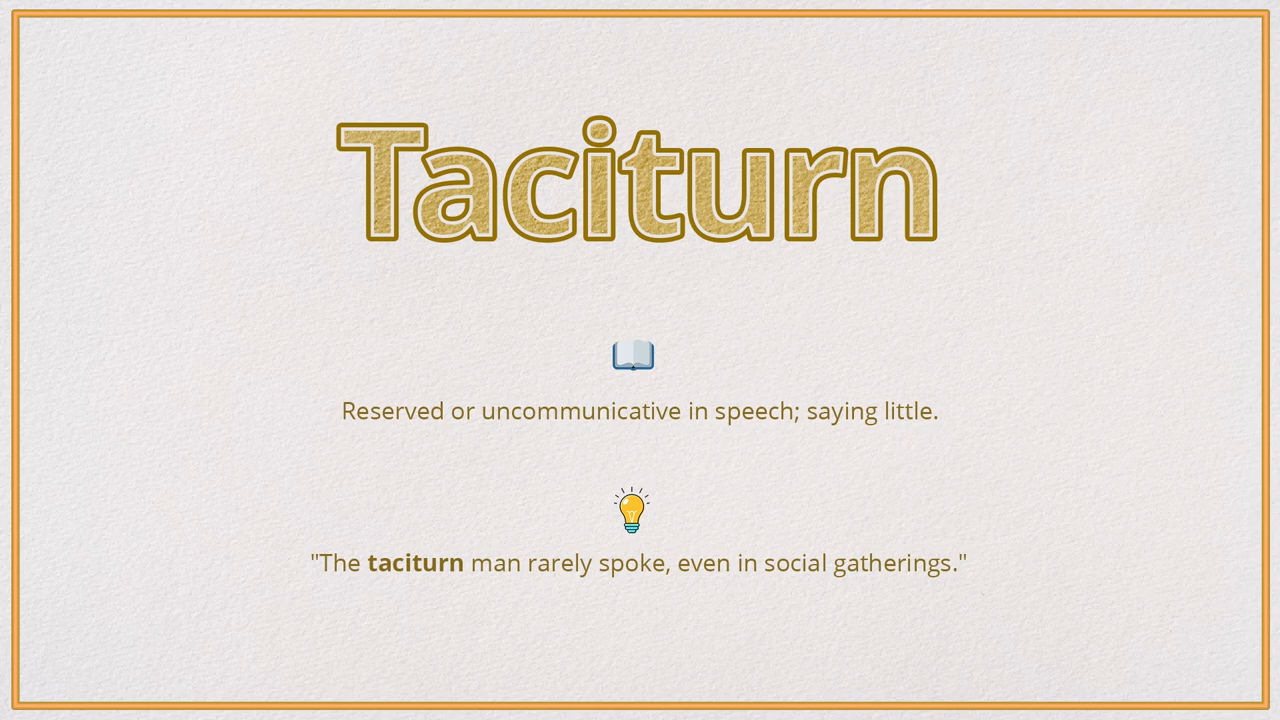 Taciturn
Reserved or uncommunicative in speech; saying little.
"The taciturn man rarely spoke, even in social gatherings."